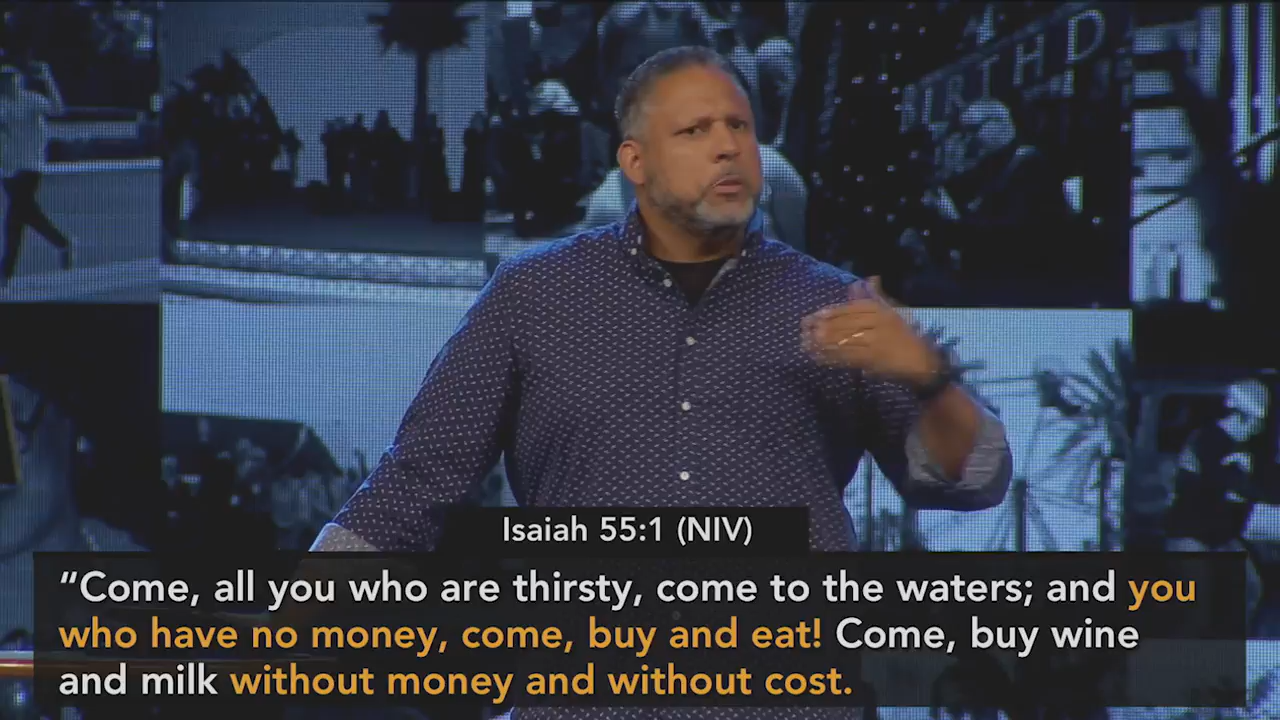 BIRTHD
Isaiah 55:1 (NIV)
“Come, all you who are thirsty, come to the waters; and you
who have no money, come, buy and eat! Come, buy wine
and milk without money and without cost.